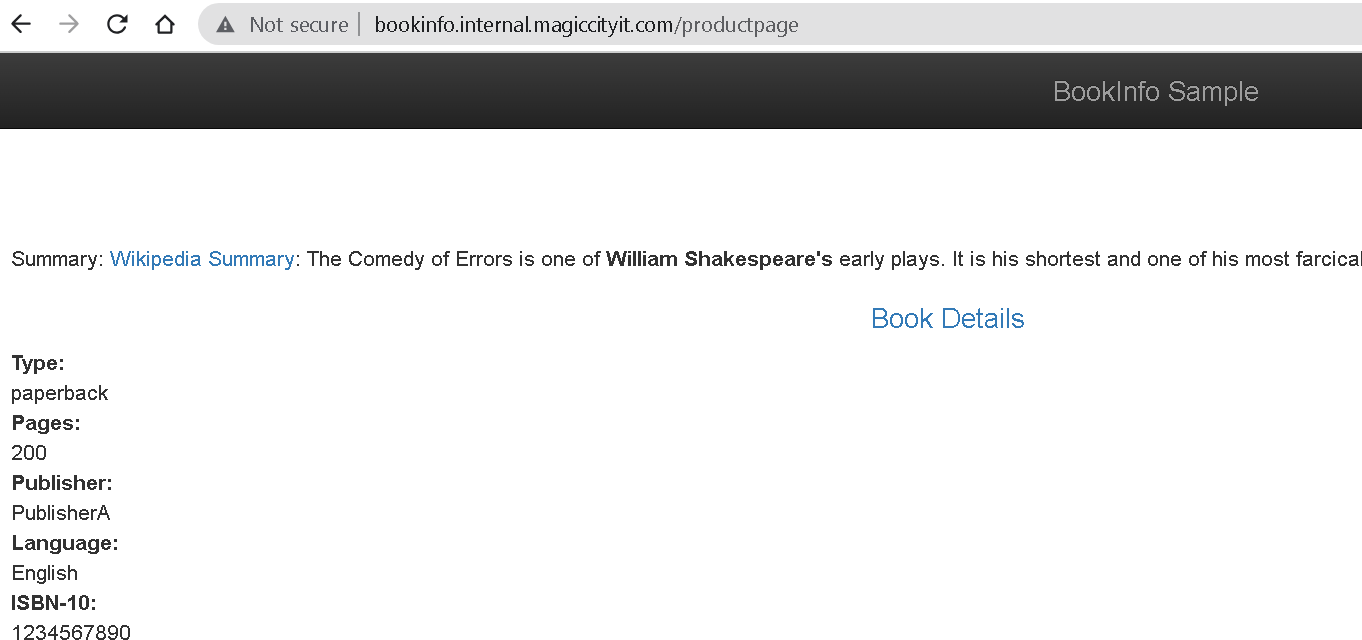 Not secure | bookinfo.internal.magiccityit.com/productpage
BookInfo Sample
Summary: Wikipedia Summary: The Comedy of Errors is one of William Shakespeare's early plays. It is his shortest and one of his most farcical
Book Details
Type:
paperback
Pages:
200
Publisher:
PublisherA
Language:
English
ISBN-10:
1234567890